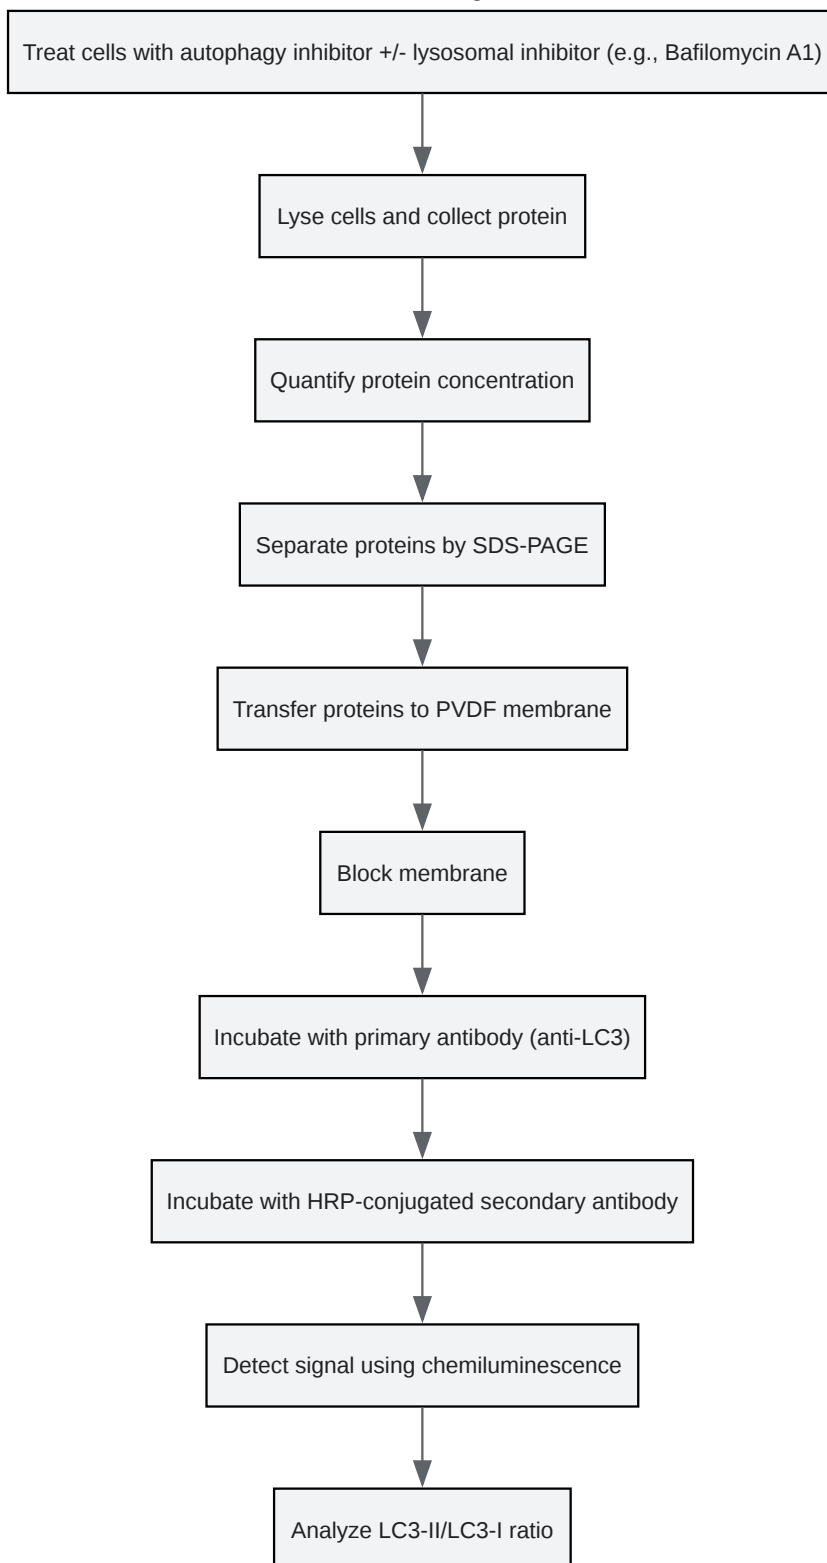 Treat cells with autophagy inhibitor +/- lysosomal inhibitor (e.g., Bafilomycin A1)
Lyse cells and collect protein
Quantify protein concentration
Separate proteins by SDS-PAGE
Transfer proteins to PVDF membrane
Block membrane
Incubate with primary antibody (anti-LC3)
Incubate with HRP-conjugated secondary antibody
Detect signal using chemiluminescence
Analyze LC3-II/LC3-I ratio